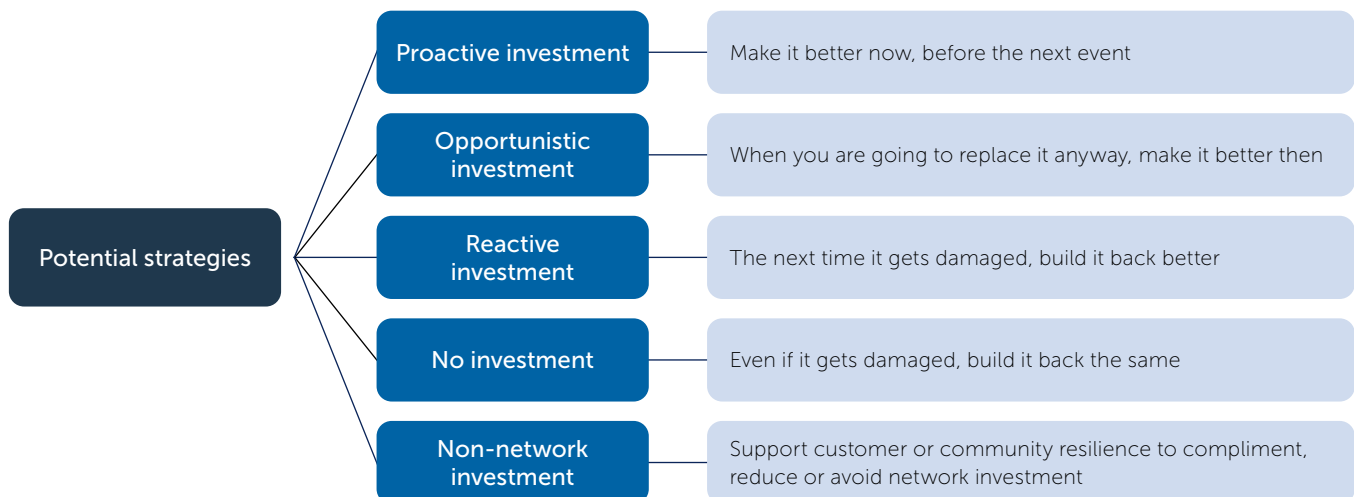 Proactive investment
Make it better now, before the next event
Opportunistic
investment
When you are going to replace it anyway, make it better then
Potential strategies
Reactive
investment
The next time it gets damaged, build it back better
No investment
Even if it gets damaged, build it back the same
Non-network
investment
Support customer or community resilience to compliment,
reduce or avoid network investment